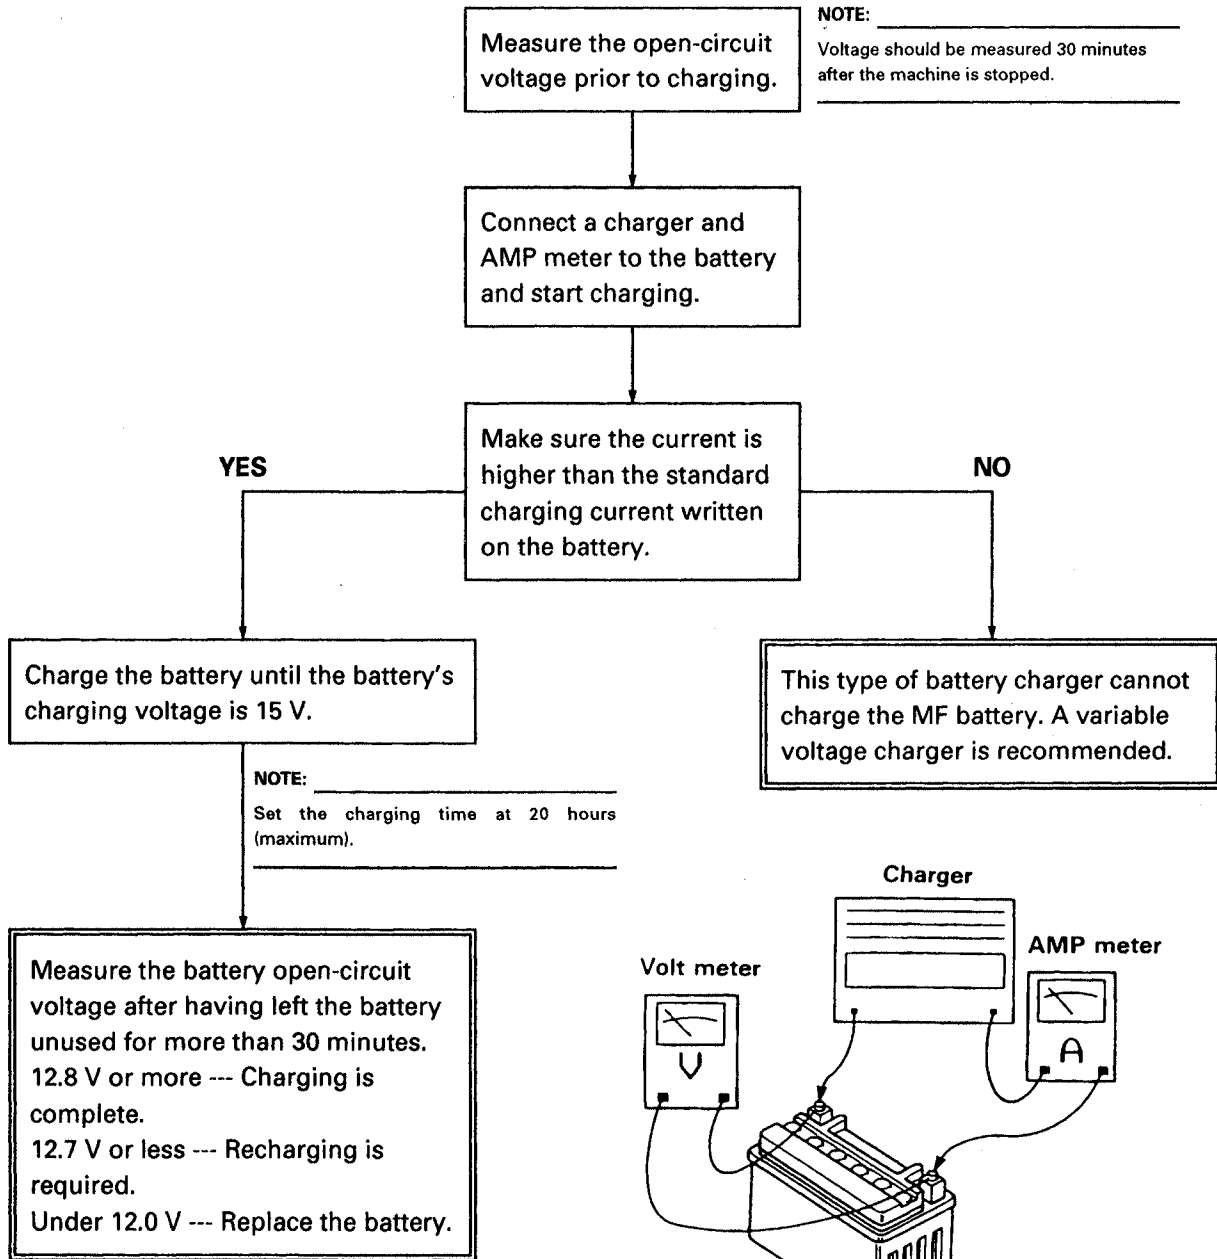 Measure the open-circuit
voltage prior to charging.
NOTE:
Voltage should be measured 30 minutes
after the machine is stopped.
Connect a charger and
AMP meter to the battery
and start charging.
Make sure the current is
higher than the standard
charging current written
on the battery.
YES
NO
Charge the battery until the battery's
charging voltage is 15 V.
This type of battery charger cannot
charge the MF battery. A variable
voltage charger is recommended.
NOTE:
Set the charging time at 20 hours
(maximum).
Measure the battery open-circuit
voltage after having left the battery
unused for more than 30 minutes.
12.8 V or more --- Charging is
complete.
12.7 V or less --- Recharging is
required.
Under 12.0 V --- Replace the battery.
Charger
Volt meter
AMP meter
V
A